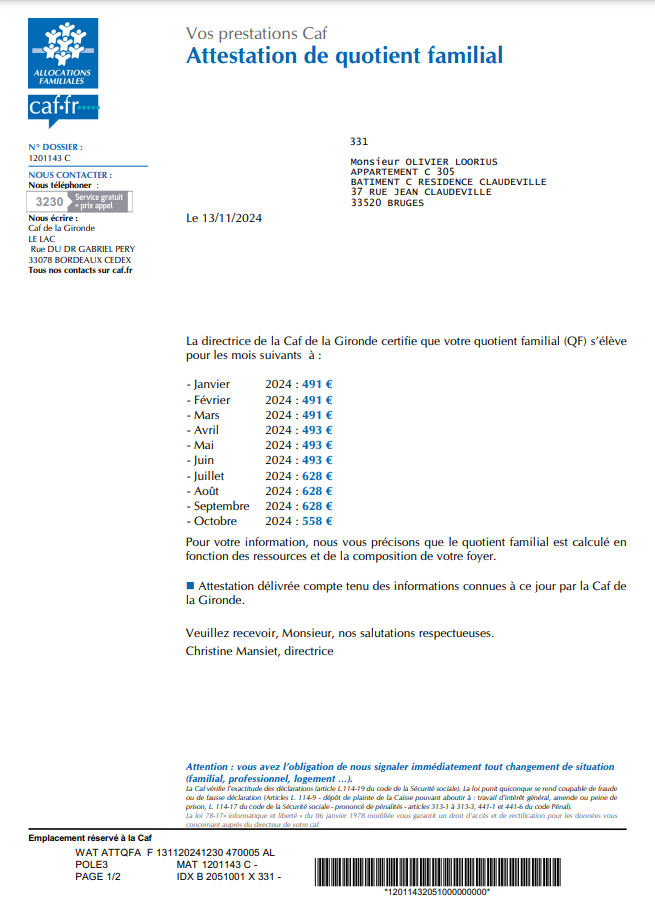 Vos prestations Caf
Attestation de quotient familial
ALLOCATIONS
FAMILIALES
caf·fr
N° DOSSIER :
1201143 C
NOUS CONTACTER :
Nous téléphoner :
3230 Service gratuit
+ prix appel
Nous écrire :
Caf de la Gironde
LE LAC
Rue DU DR GABRIEL PERY
33078 BORDEAUX CEDEX
Tous nos contacts sur caf.fr
331
Monsieur OLIVIER LOORIUS
APPARTEMENT C 305
BATIMENT C RESIDENCE CLAUDEVILLE
37 RUE JEAN CLAUDEVILLE
33520 BRUGES
Le 13/11/2024
La directrice de la Caf de la Gironde certifie que votre quotient familial (QF) s'élève
pour les mois suivants à :
- Janvier 2024 : 491 €
- Février 2024 : 491 €
- Mars 2024 : 491 €
- Avril 2024 : 493 €
- Mai 2024 : 493 €
- Juin 2024 : 493 €
- Juillet 2024 : 628 €
- Août 2024 : 628 €
- Septembre 2024 : 628 €
- Octobre 2024 : 558 €
Pour votre information, nous vous précisons que le quotient familial est calculé en
fonction des ressources et de la composition de votre foyer.
■ Attestation délivrée compte tenu des informations connues à ce jour par la Caf de
la Gironde.
Veuillez recevoir, Monsieur, nos salutations respectueuses.
Christine Mansiet, directrice
Attention : vous avez l'obligation de nous signaler immédiatement tout changement de situation
(familial, professionnel, logement ...).
La Caf vérifie l'exactitude des déclarations (article L.114-19 du code de la Sécurité sociale). La loi punit quiconque se rend coupable de fraude
ou de fausse déclaration (Articles L. 114-9 - dépôt de plainte de la Caisse pouvant aboutir à : travail d'intérêt général, amende ou peine de
prison, L. 114-17 du code de la Sécurité sociale - prononcé de pénalités - articles 313-1 à 313-3, 441-1 et 441-6 du code Pénal).
La loi 78-17« informatique et liberté » du 06 janvier 1978 modifiée vous garantit un droit d'accès et de rectification pour les données vous
concernant auprès du directeur de votre caf
Emplacement réservé à la Caf
WAT ATTQFA F 131120241230 470005 AL
POLE3 MAT 1201143 C -
PAGE 1/2 IDX B 2051001 X 331 -
*12011432051000000000*